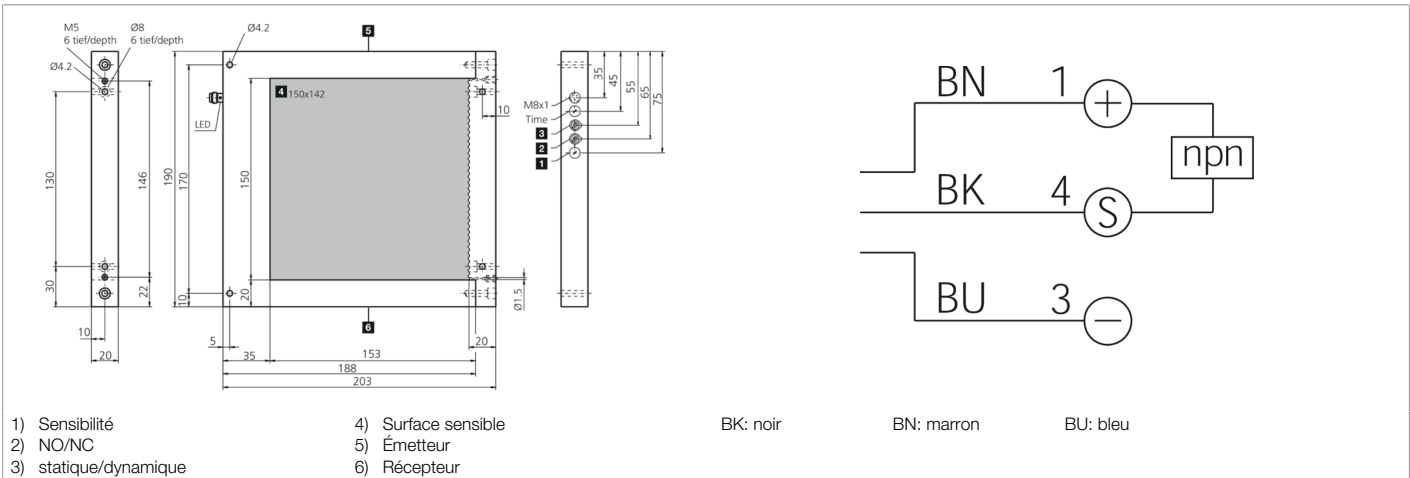 M5
6 tief/depth
Ø8
6 tief/depth
Ø4.2
130
30
146
22
10
20
Ø4.2
5
4 150x142
LED
190
170
150
10
20
10
Ø1.5
6
5
35
153
20
188
203
35
45
55
65
75
M8x1
Time
3
2
1
BN 1 +
npn
BK 4 S
BU 3 −
1) Sensibilité
2) NO/NC
3) statique/dynamique
4) Surface sensible
5) Émetteur
6) Récepteur
BK: noir
BN: marron
BU: bleu